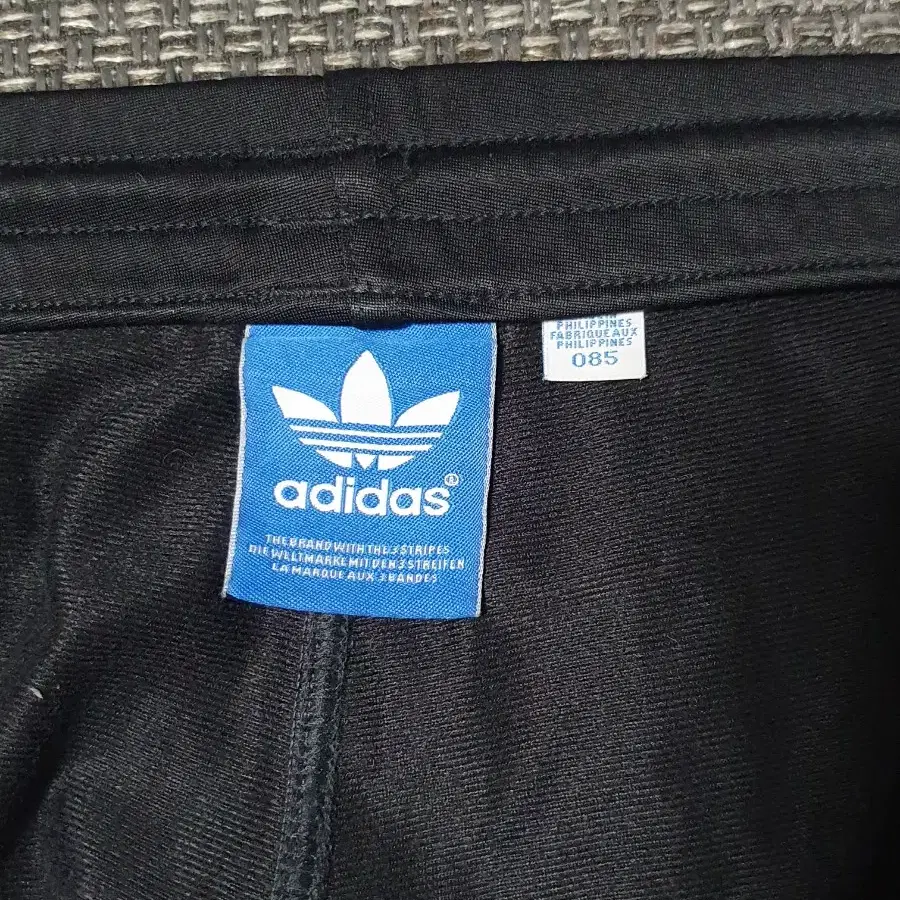 adidas®
THE BRAND WITH THE 3 STRIPES
DIE WELTMARKE MIT DEN 3 STREIFEN
LA MARQUE AUX 3 BANDES
PHILIPPINES
FABRIQUE AUX
PHILIPPINES
085